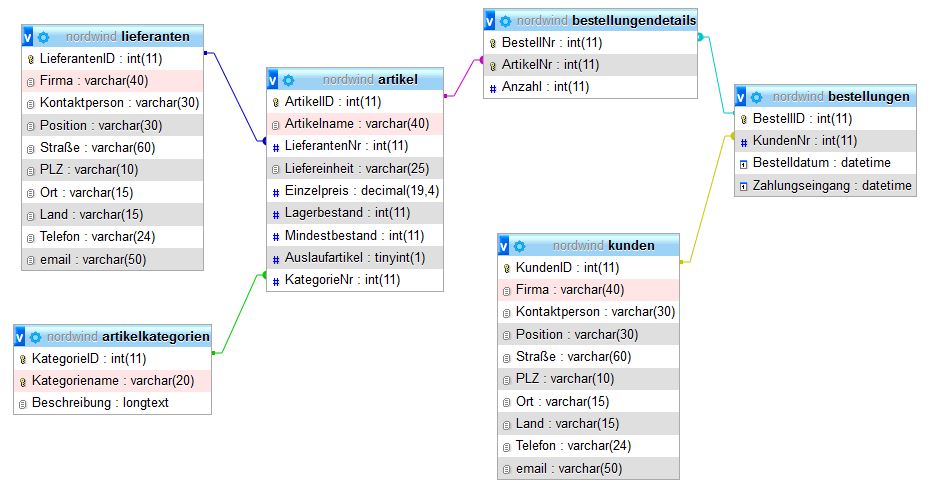 v nordwind lieferanten
LieferantenID : int(11)
Firma : varchar(40)
Kontaktperson : varchar(30)
Position : varchar(30)
Straße : varchar(60)
PLZ : varchar(10)
Ort : varchar(15)
Land : varchar(15)
Telefon : varchar(24)
email : varchar(50)
v nordwind artikelkategorien
KategorieID : int(11)
Kategoriename : varchar(20)
Beschreibung : longtext
v nordwind artikel
ArtikelID : int(11)
Artikelname : varchar(40)
# LieferantenNr : int(11)
Liefereinheit : varchar(25)
# Einzelpreis : decimal(19,4)
# Lagerbestand : int(11)
# Mindestbestand : int(11)
# Auslaufartikel : tinyint(1)
# KategorieNr : int(11)
v nordwind bestellungendetails
BestellNr : int(11)
ArtikelNr : int(11)
# Anzahl : int(11)
v nordwind kunden
KundenID : int(11)
Firma : varchar(40)
Kontaktperson : varchar(30)
Position : varchar(30)
Straße : varchar(60)
PLZ : varchar(10)
Ort : varchar(15)
Land : varchar(15)
Telefon : varchar(24)
email : varchar(50)
v nordwind bestellungen
BestellID : int(11)
# KundenNr : int(11)
Bestelldatum : datetime
Zahlungseingang : datetime